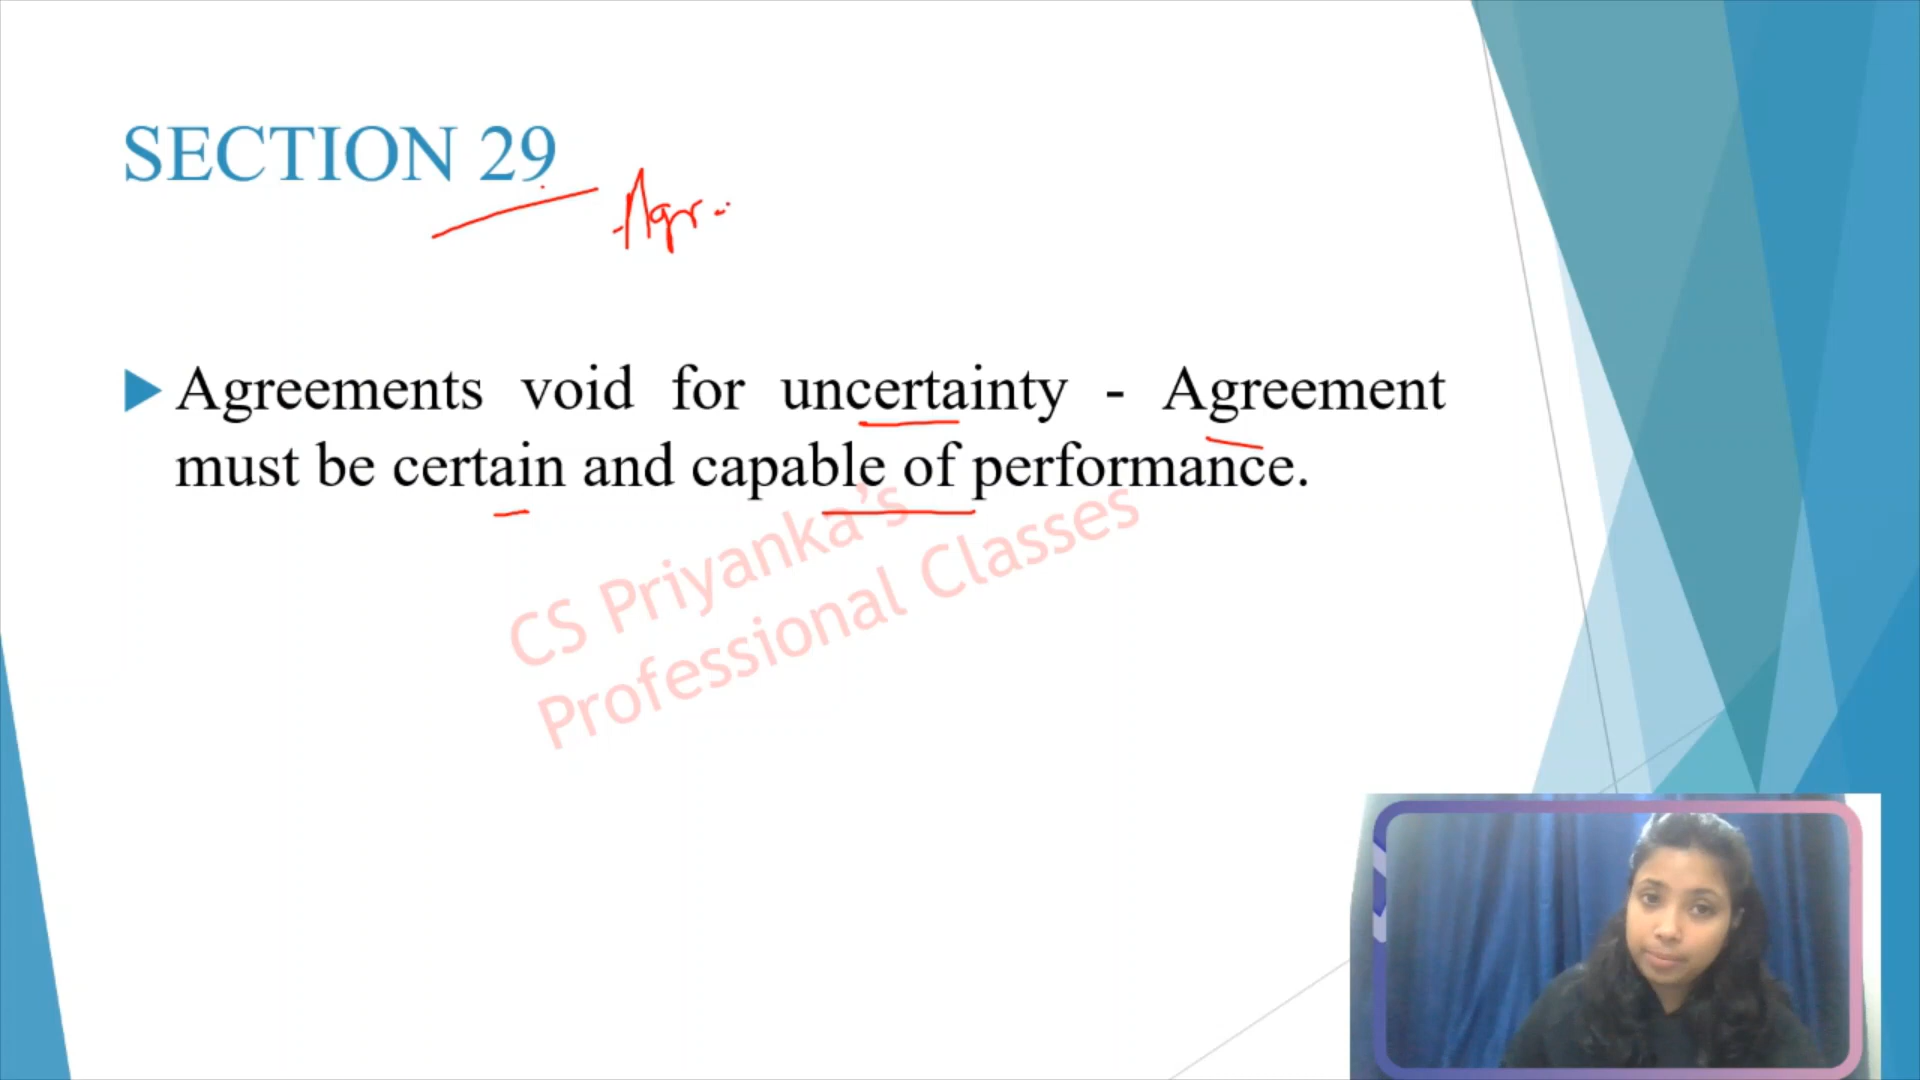 SECTION 29
Agr.
Agreements void for uncertainty - Agreement
must be certain and capable of performance.
CS Priyanka's
Professional Classes